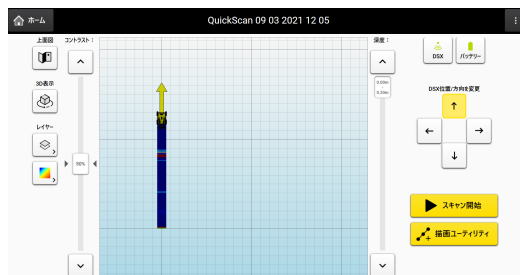 ホーム
QuickScan 09 03 2021 12 05
上面図
コントラスト：
深度：
DSX
バッテリー
3D表示
0.00m
0.20m
DSX位置/方向を変更
レイヤー
90%
スキャン開始
描画ユーティリティ